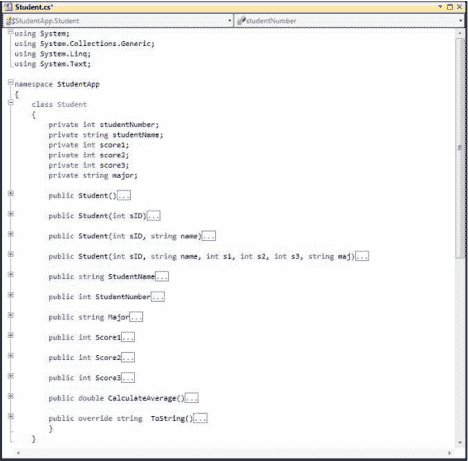 Student.cs*
StudentApp.Student studentNumber
using System;
using System.Collections.Generic;
using System.Linq;
using System.Text;
namespace StudentApp
{
class Student
{
private int studentNumber;
private string studentName;
private int score1;
private int score2;
private int score3;
private string major;
public Student()...
public Student(int sID)...
public Student(int sID, string name)...
public Student(int sID, string name, int s1, int s2, int s3, string maj)...
public string StudentName...
public int StudentNumber...
public string Major...
public int Score1...
public int Score2...
public int Score3...
public double CalculateAverage()...
public override string ToString()...
}
}